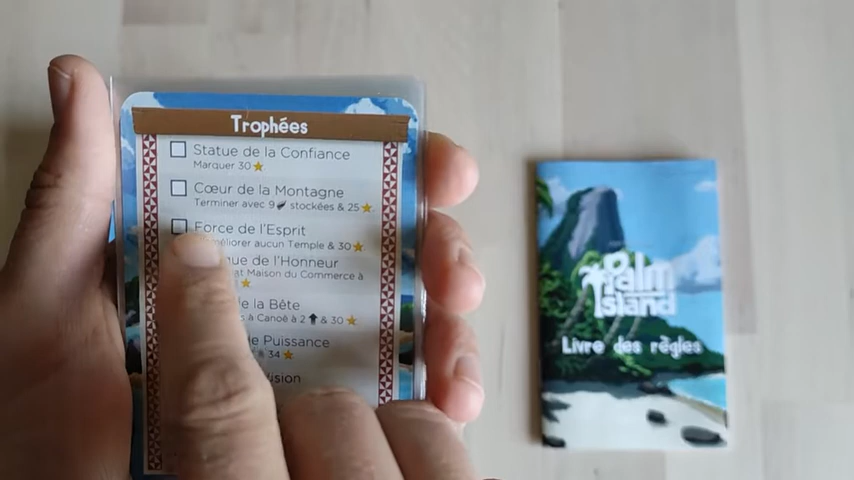 Trophées
Statue de la Confiance
Marquer 30
Cœur de la Montagne
Terminer avec 9 stockées & 25
Force de l'Esprit
aucun Temple & 30
de l'Honneur
Maison du Commerce à
de la Bête
à Canoë à 2 & 30
de Puissance
& 34
Palm Island
Livre des règles